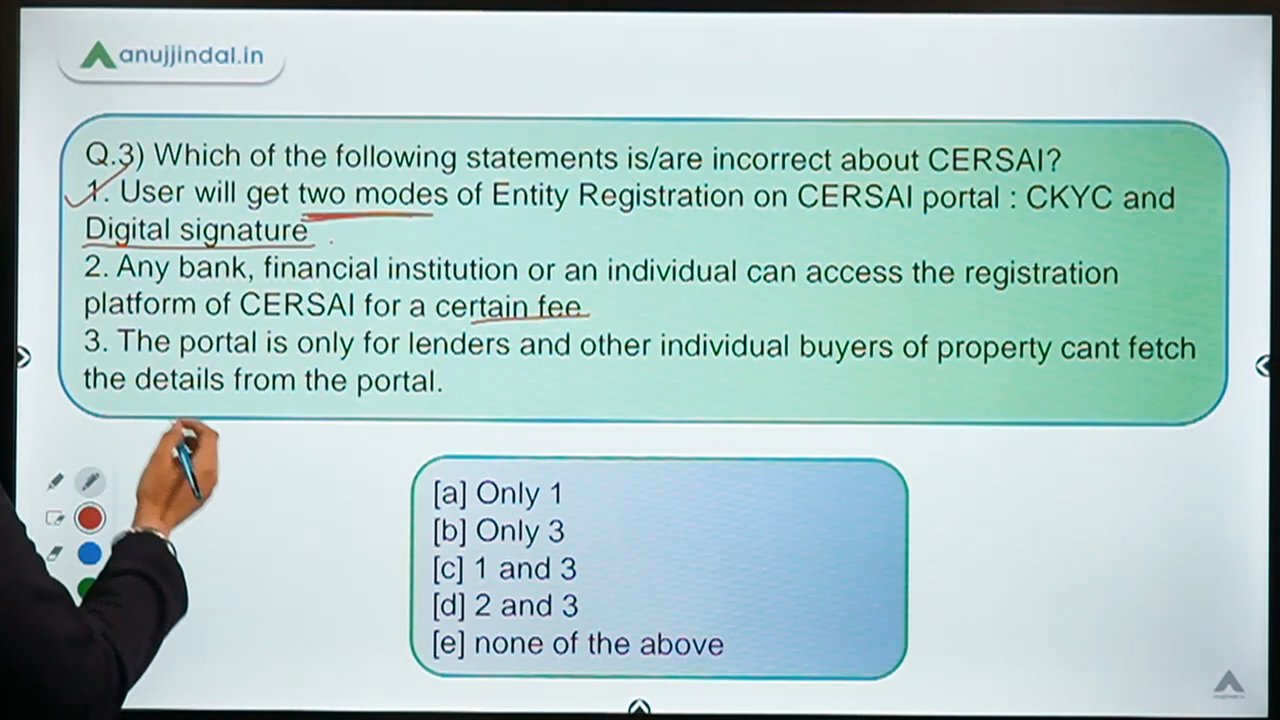 anujjindal.in
Q.3) Which of the following statements is/are incorrect about CERSAI?
1. User will get two modes of Entity Registration on CERSAI portal : CKYC and
Digital signature
2. Any bank, financial institution or an individual can access the registration
platform of CERSAI for a certain fee
3. The portal is only for lenders and other individual buyers of property cant fetch
the details from the portal.
[a] Only 1
[b] Only 3
[c] 1 and 3
[d] 2 and 3
[e] none of the above